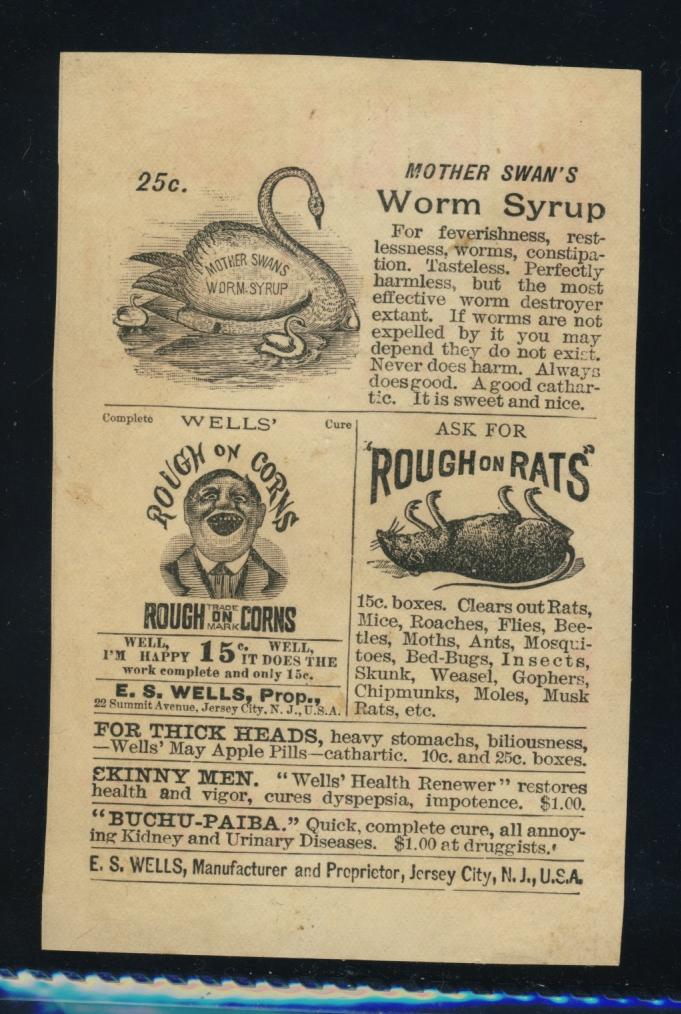 25c.
MOTHER SWANS
WORM SYRUP
MOTHER SWAN'S
Worm Syrup
For feverishness, rest-
lessness, worms, constipa-
tion. Tasteless. Perfectly
harmless, but the most
effective worm destroyer
extant. If worms are not
expelled by it you may
depend they do not exist.
Never does harm. Always
does good. A good cathar-
tic. It is sweet and nice.
Complete WELLS' Cure
ROUGH ON CORNS
ROUGH ON CORNS
TRADE MARK
WELL, I'M HAPPY 15c. WELL, IT DOES THE
work complete and only 15c.
E. S. WELLS, Prop.,
22 Summit Avenue, Jersey City, N. J., U.S.A.
ASK FOR
"ROUGH ON RATS"
15c. boxes. Clears out Rats,
Mice, Roaches, Flies, Bee-
tles, Moths, Ants, Mosqui-
toes, Bed-Bugs, Insects,
Skunk, Weasel, Gophers,
Chipmunks, Moles, Musk
Rats, etc.
FOR THICK HEADS, heavy stomachs, biliousness,
—Wells' May Apple Pills—cathartic. 10c. and 25c. boxes.
SKINNY MEN. "Wells' Health Renewer" restores
health and vigor, cures dyspepsia, impotence. $1.00.
"BUCHU-PAIBA." Quick, complete cure, all annoy-
ing Kidney and Urinary Diseases. $1.00 at druggists.
E. S. WELLS, Manufacturer and Proprietor, Jersey City, N. J., U.S.A.